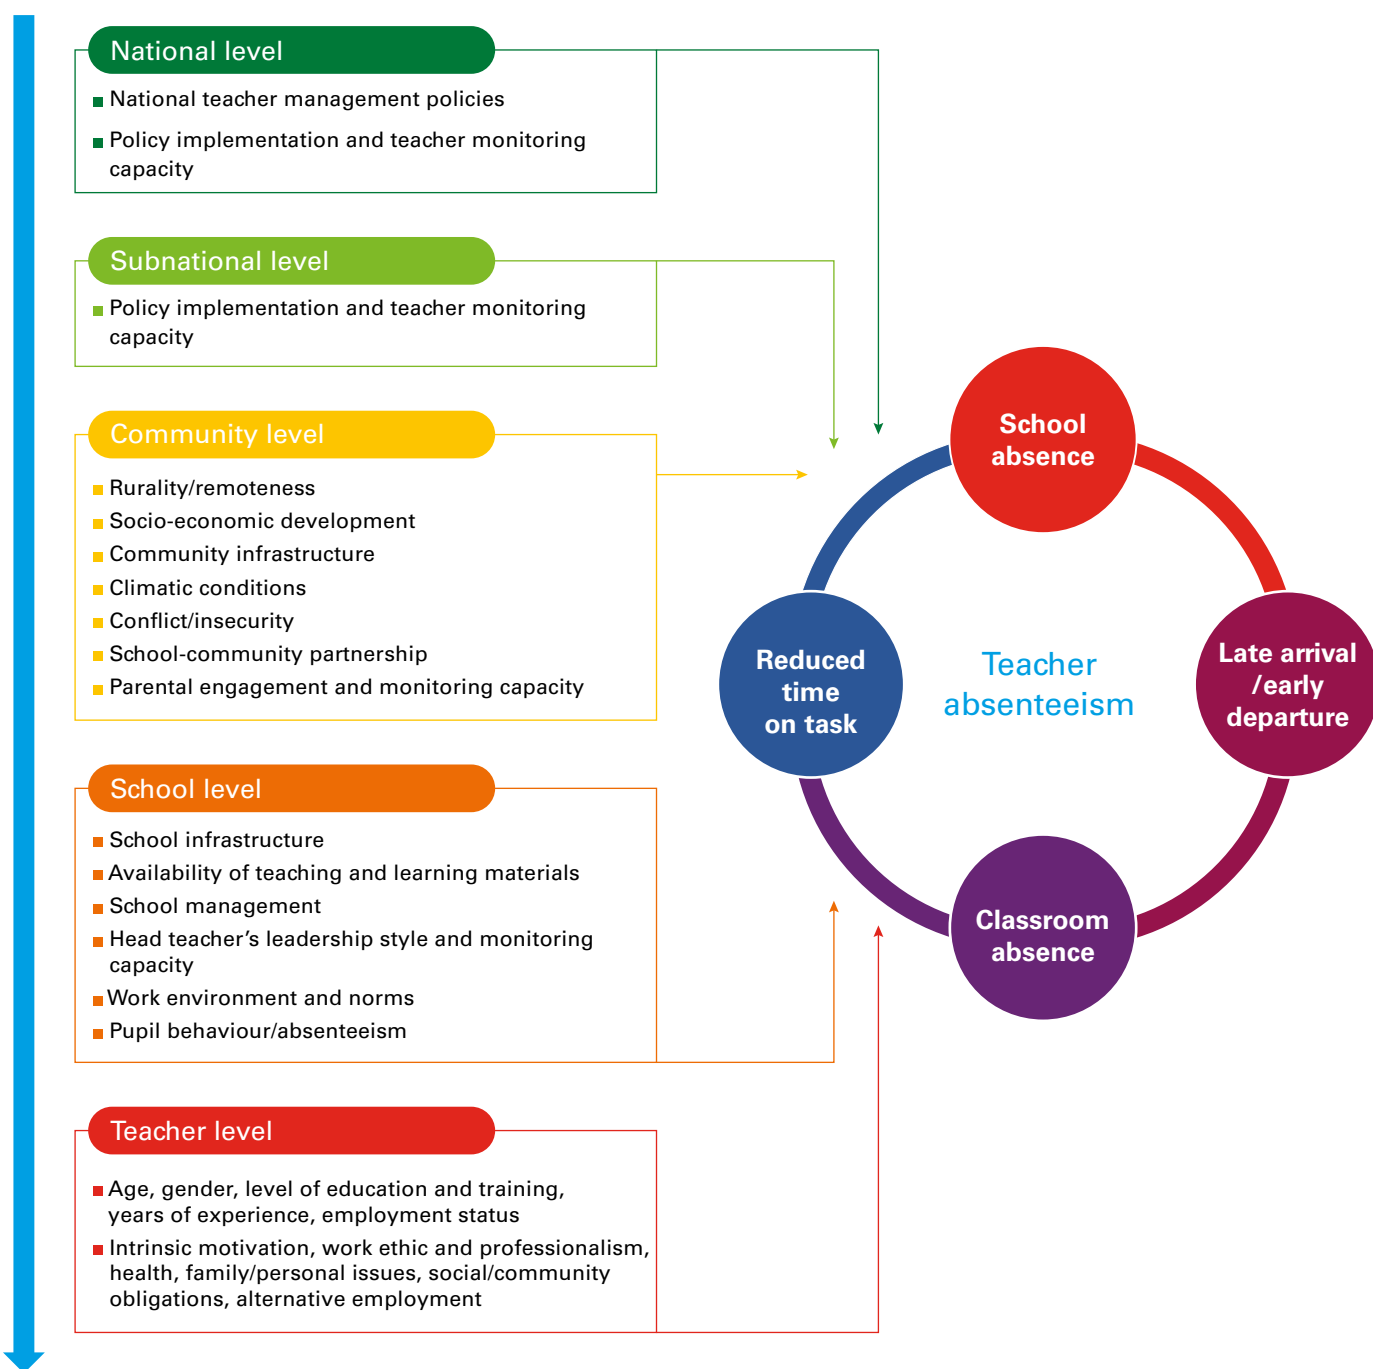 National level
National teacher management policies
Policy implementation and teacher monitoring
capacity
Subnational level
Policy implementation and teacher monitoring
capacity
Community level
Rurality/remoteness
Socio-economic development
Community infrastructure
Climatic conditions
Conflict/insecurity
School-community partnership
Parental engagement and monitoring capacity
School level
School infrastructure
Availability of teaching and learning materials
School management
Head teacher’s leadership style and monitoring
capacity
Work environment and norms
Pupil behaviour/absenteeism
Teacher level
Age, gender, level of education and training,
years of experience, employment status
Intrinsic motivation, work ethic and professionalism,
health, family/personal issues, social/community
obligations, alternative employment
School
absence
Reduced
time
on task
Teacher
absenteeism
Late arrival
/early
departure
Classroom
absence